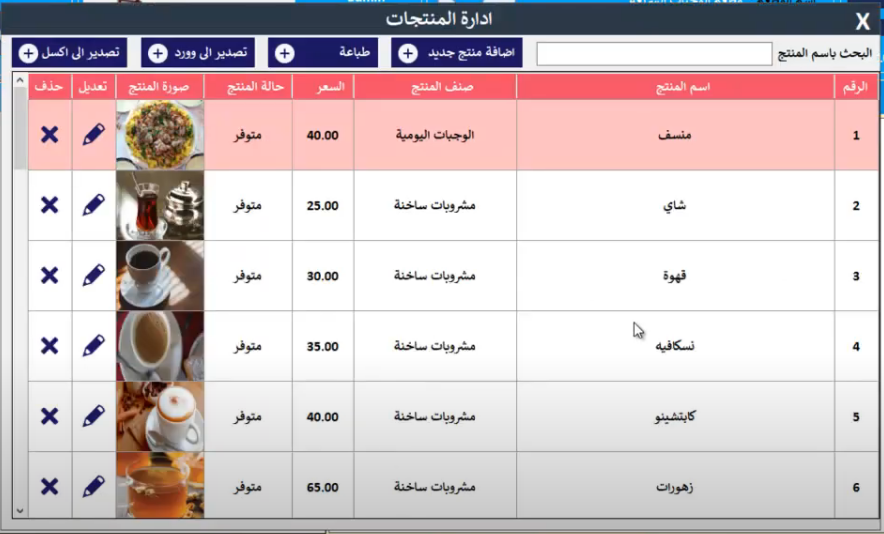 ادارة المنتجات
X
البحث باسم المنتج
اضافة منتج جديد
طباعة
تصدير الى وورد
تصدير الى اكسل
الرقم اسم المنتج صنف المنتج السعر حالة المنتج صورة المنتج تعديل حذف
1 منسف الوجبات اليومية 40.00 متوفر
2 شاي مشروبات ساخنة 25.00 متوفر
3 قهوة مشروبات ساخنة 30.00 متوفر
4 نسكافيه مشروبات ساخنة 35.00 متوفر
5 كابتشينو مشروبات ساخنة 40.00 متوفر
6 زهورات مشروبات ساخنة 65.00 متوفر